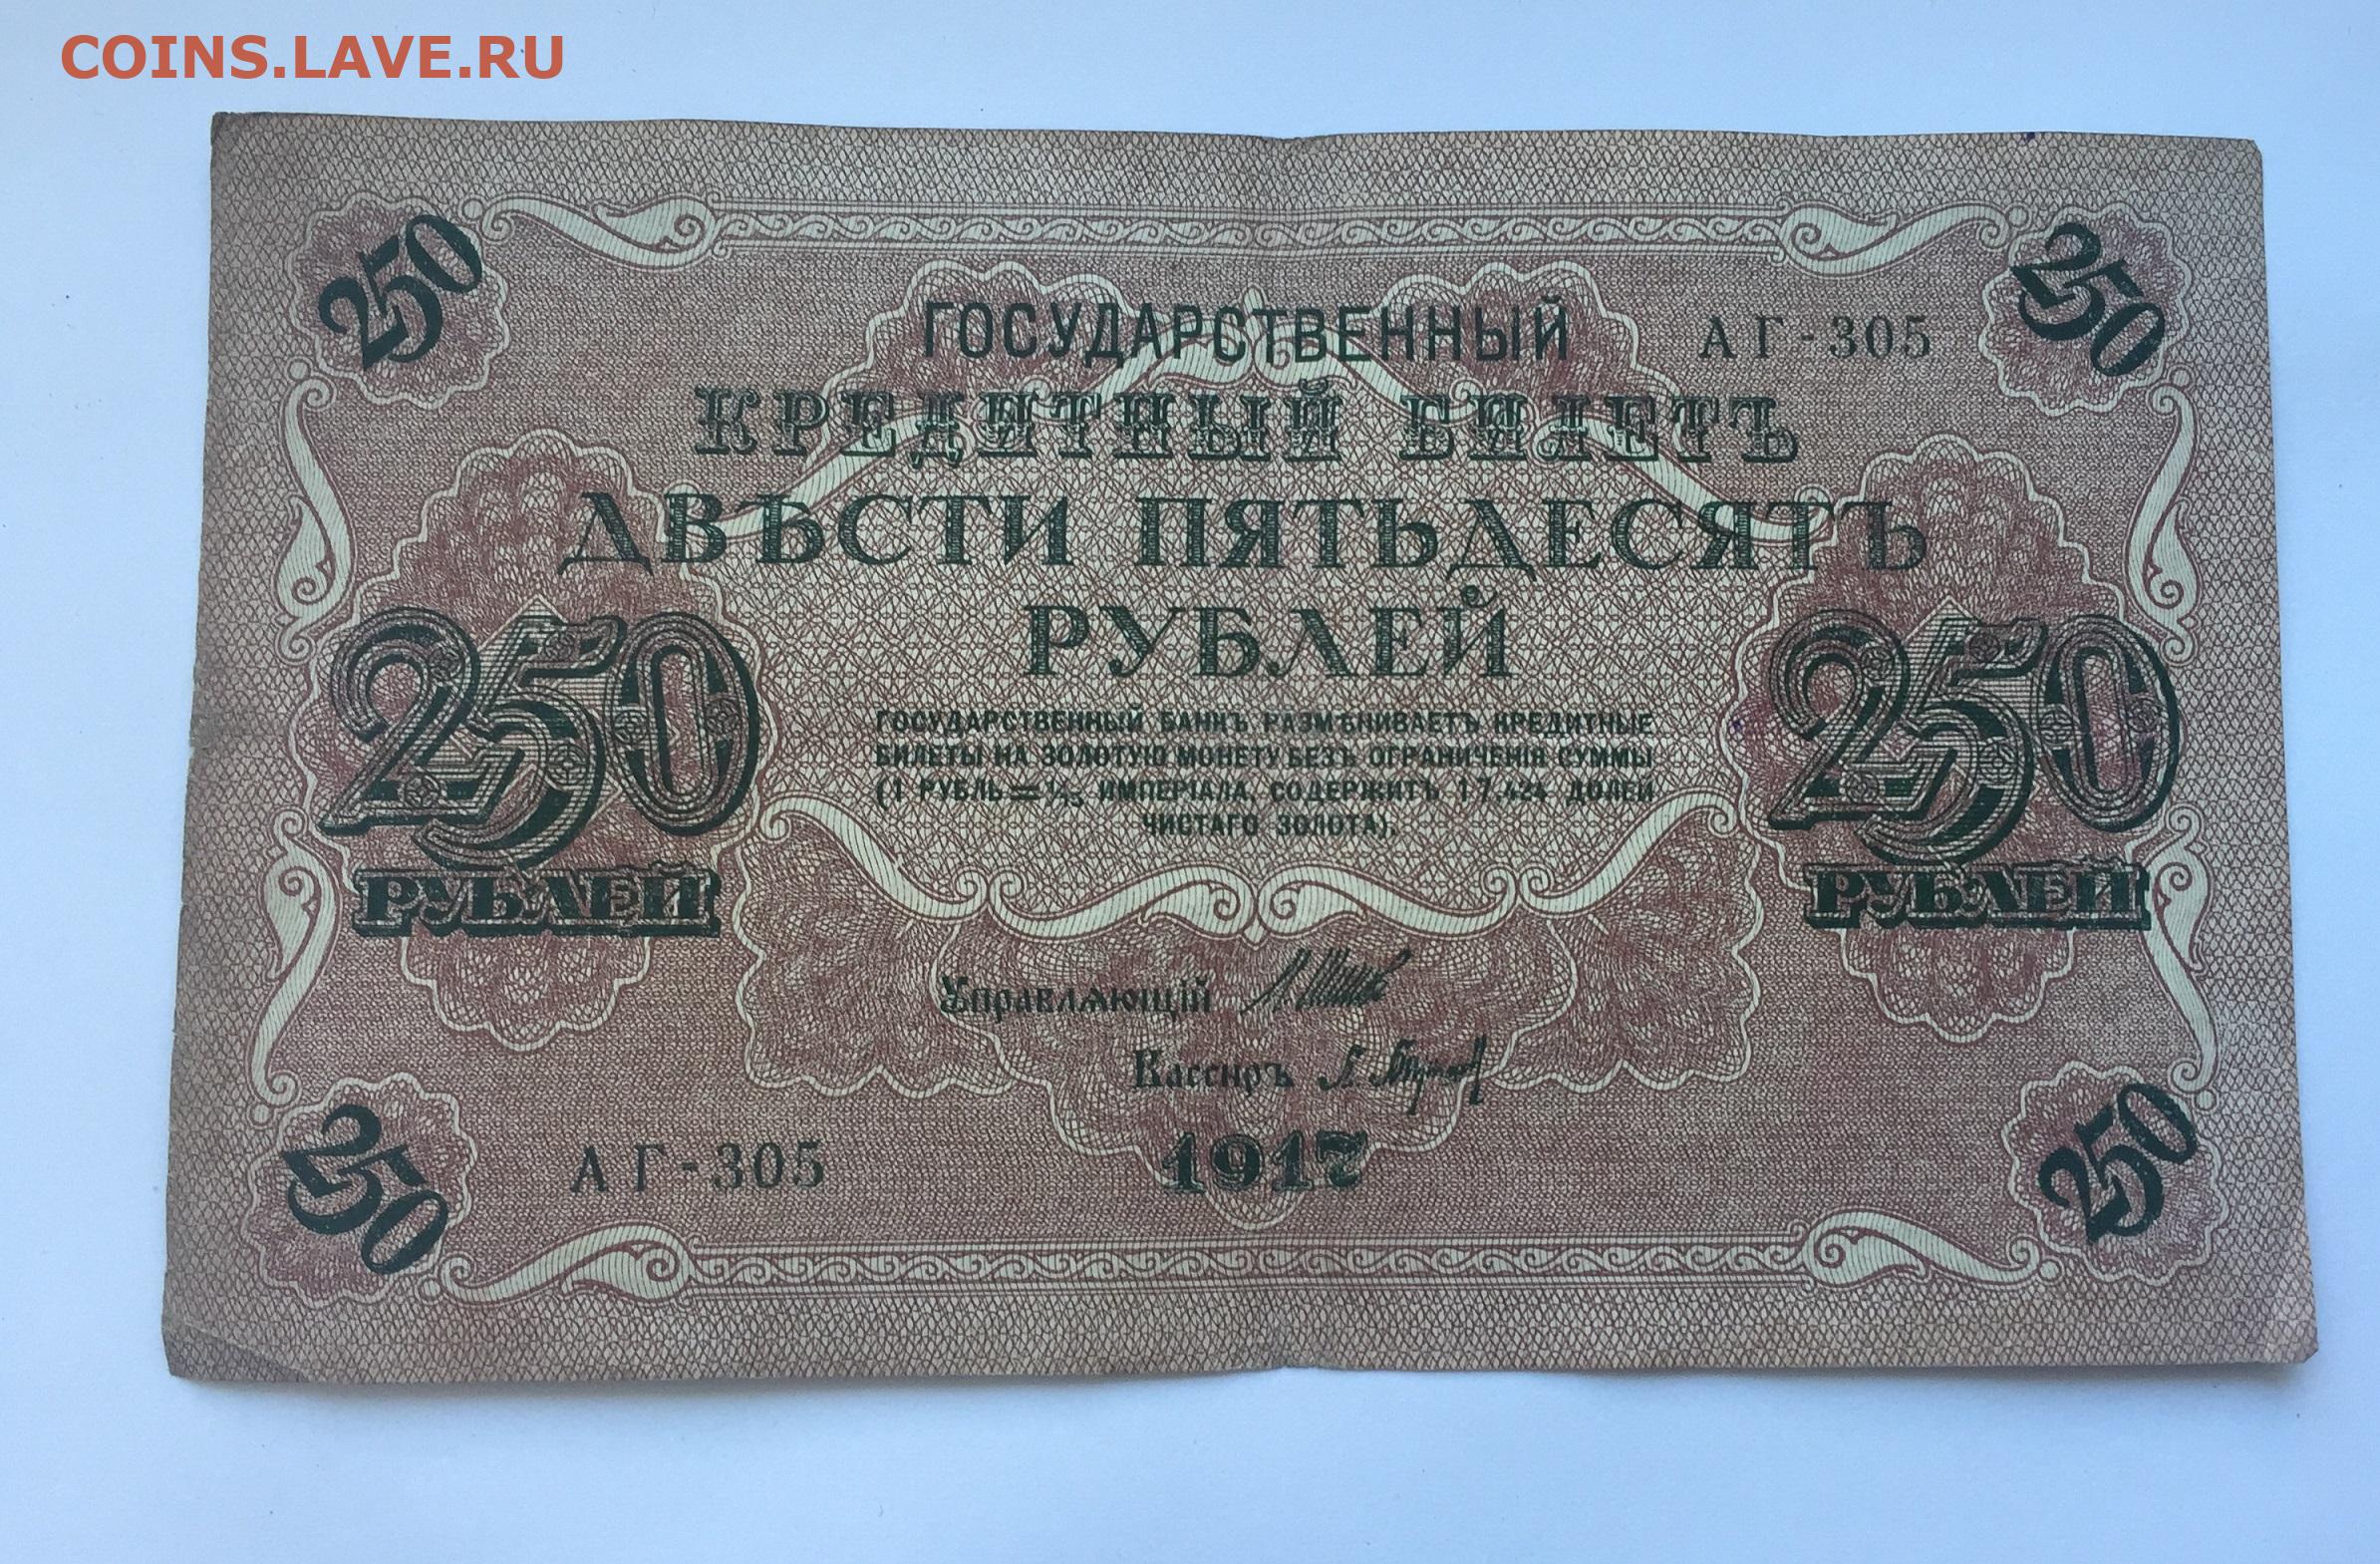 COINS.LAVE.RU
250
250
ГОСУДАРСТВЕННЫЙ
АГ-305
КРЕДИТНЫЙ БИЛЕТЪ
ДВѢСТИ ПЯТЬДЕСЯТЪ
РУБЛЕЙ
250
250
РУБЛЕЙ
РУБЛЕЙ
ГОСУДАРСТВЕННЫЙ БАНКЪ РАЗМѢНИВАЕТЪ КРЕДИТНЫЕ
БИЛЕТЫ НА ЗОЛОТУЮ МОНЕТУ БЕЗЪ ОГРАНИЧЕНІЯ СУММЫ
(1 РУБЛЬ = 1/15 ИМПЕРІАЛА, СОДЕРЖИТЪ 17,424 ДОЛЕЙ
ЧИСТАГО ЗОЛОТА).
Управляющій
Кассиръ
1917
АГ-305
250
250